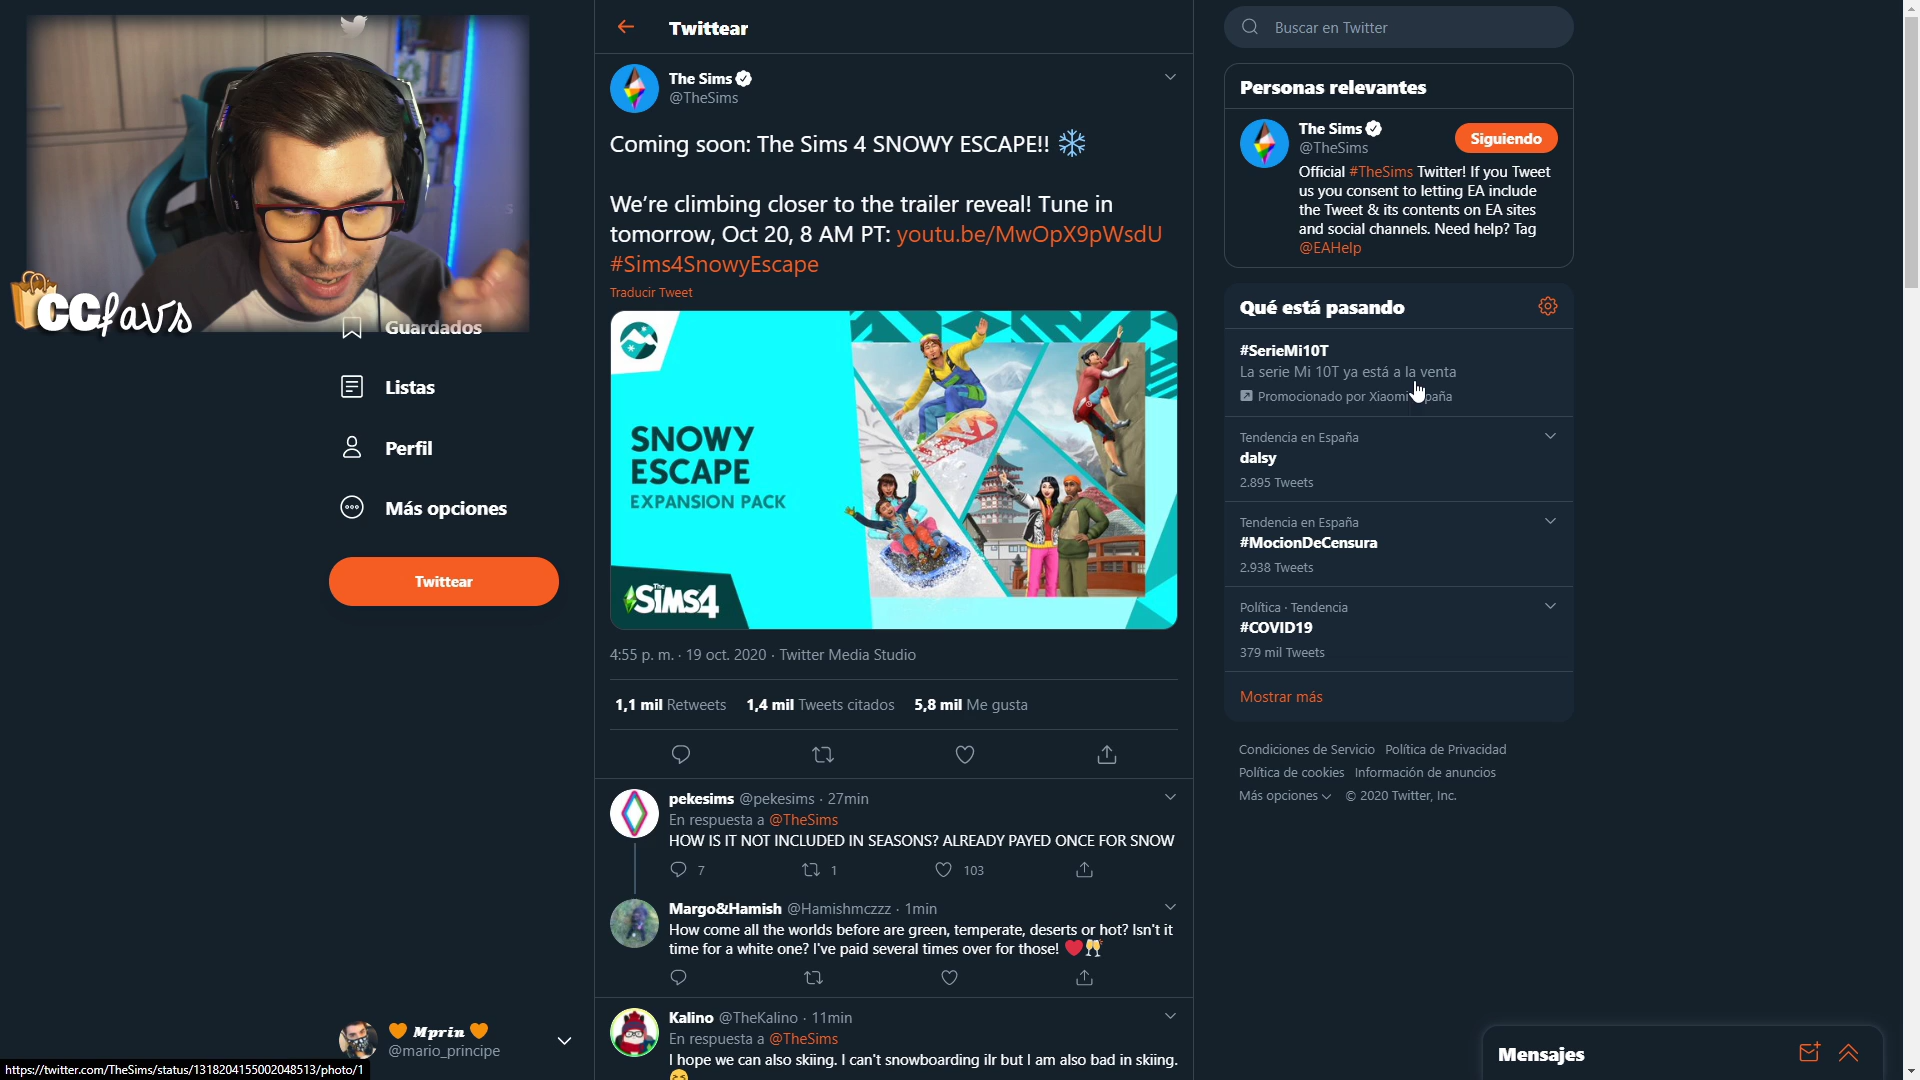 CCfavs
Guardados
Listas
Perfil
Más opciones
Twittear
Mprin
@mario_principe
https://twitter.com/TheSims/status/1318204155002048513/photo/1
Twittear
The Sims
@TheSims
Coming soon: The Sims 4 SNOWY ESCAPE!!
We're climbing closer to the trailer reveal! Tune in
tomorrow, Oct 20, 8 AM PT: youtu.be/MwOpX9pWsdU
#Sims4SnowyEscape
Traducir Tweet
SNOWY
ESCAPE
EXPANSION PACK
The
SIMS4
4:55 p. m. · 19 oct. 2020 · Twitter Media Studio
1,1 mil Retweets 1,4 mil Tweets citados 5,8 mil Me gusta
pekesims @pekesims · 27min
En respuesta a @TheSims
HOW IS IT NOT INCLUDED IN SEASONS? ALREADY PAYED ONCE FOR SNOW
7 1 103
Margo&Hamish @Hamishmczzz · 1min
How come all the worlds before are green, temperate, deserts or hot? Isn't it
time for a white one? I've paid several times over for those!
Kalino @TheKalino · 11min
En respuesta a @TheSims
I hope we can also skiing. I can't snowboarding ilr but I am also bad in skiing.
Buscar en Twitter
Personas relevantes
The Sims
@TheSims
Siguiendo
Official #TheSims Twitter! If you Tweet
us you consent to letting EA include
the Tweet & its contents on EA sites
and social channels. Need help? Tag
@EAHelp
Qué está pasando
#SerieMi10T
La serie Mi 10T ya está a la venta
Promocionado por Xiaomi
Tendencia en España
dalsy
2.895 Tweets
Tendencia en España
#MocionDeCensura
2.938 Tweets
Política · Tendencia
#COVID19
379 mil Tweets
Mostrar más
Condiciones de Servicio Política de Privacidad
Política de cookies Información de anuncios
Más opciones © 2020 Twitter, Inc.
Mensajes